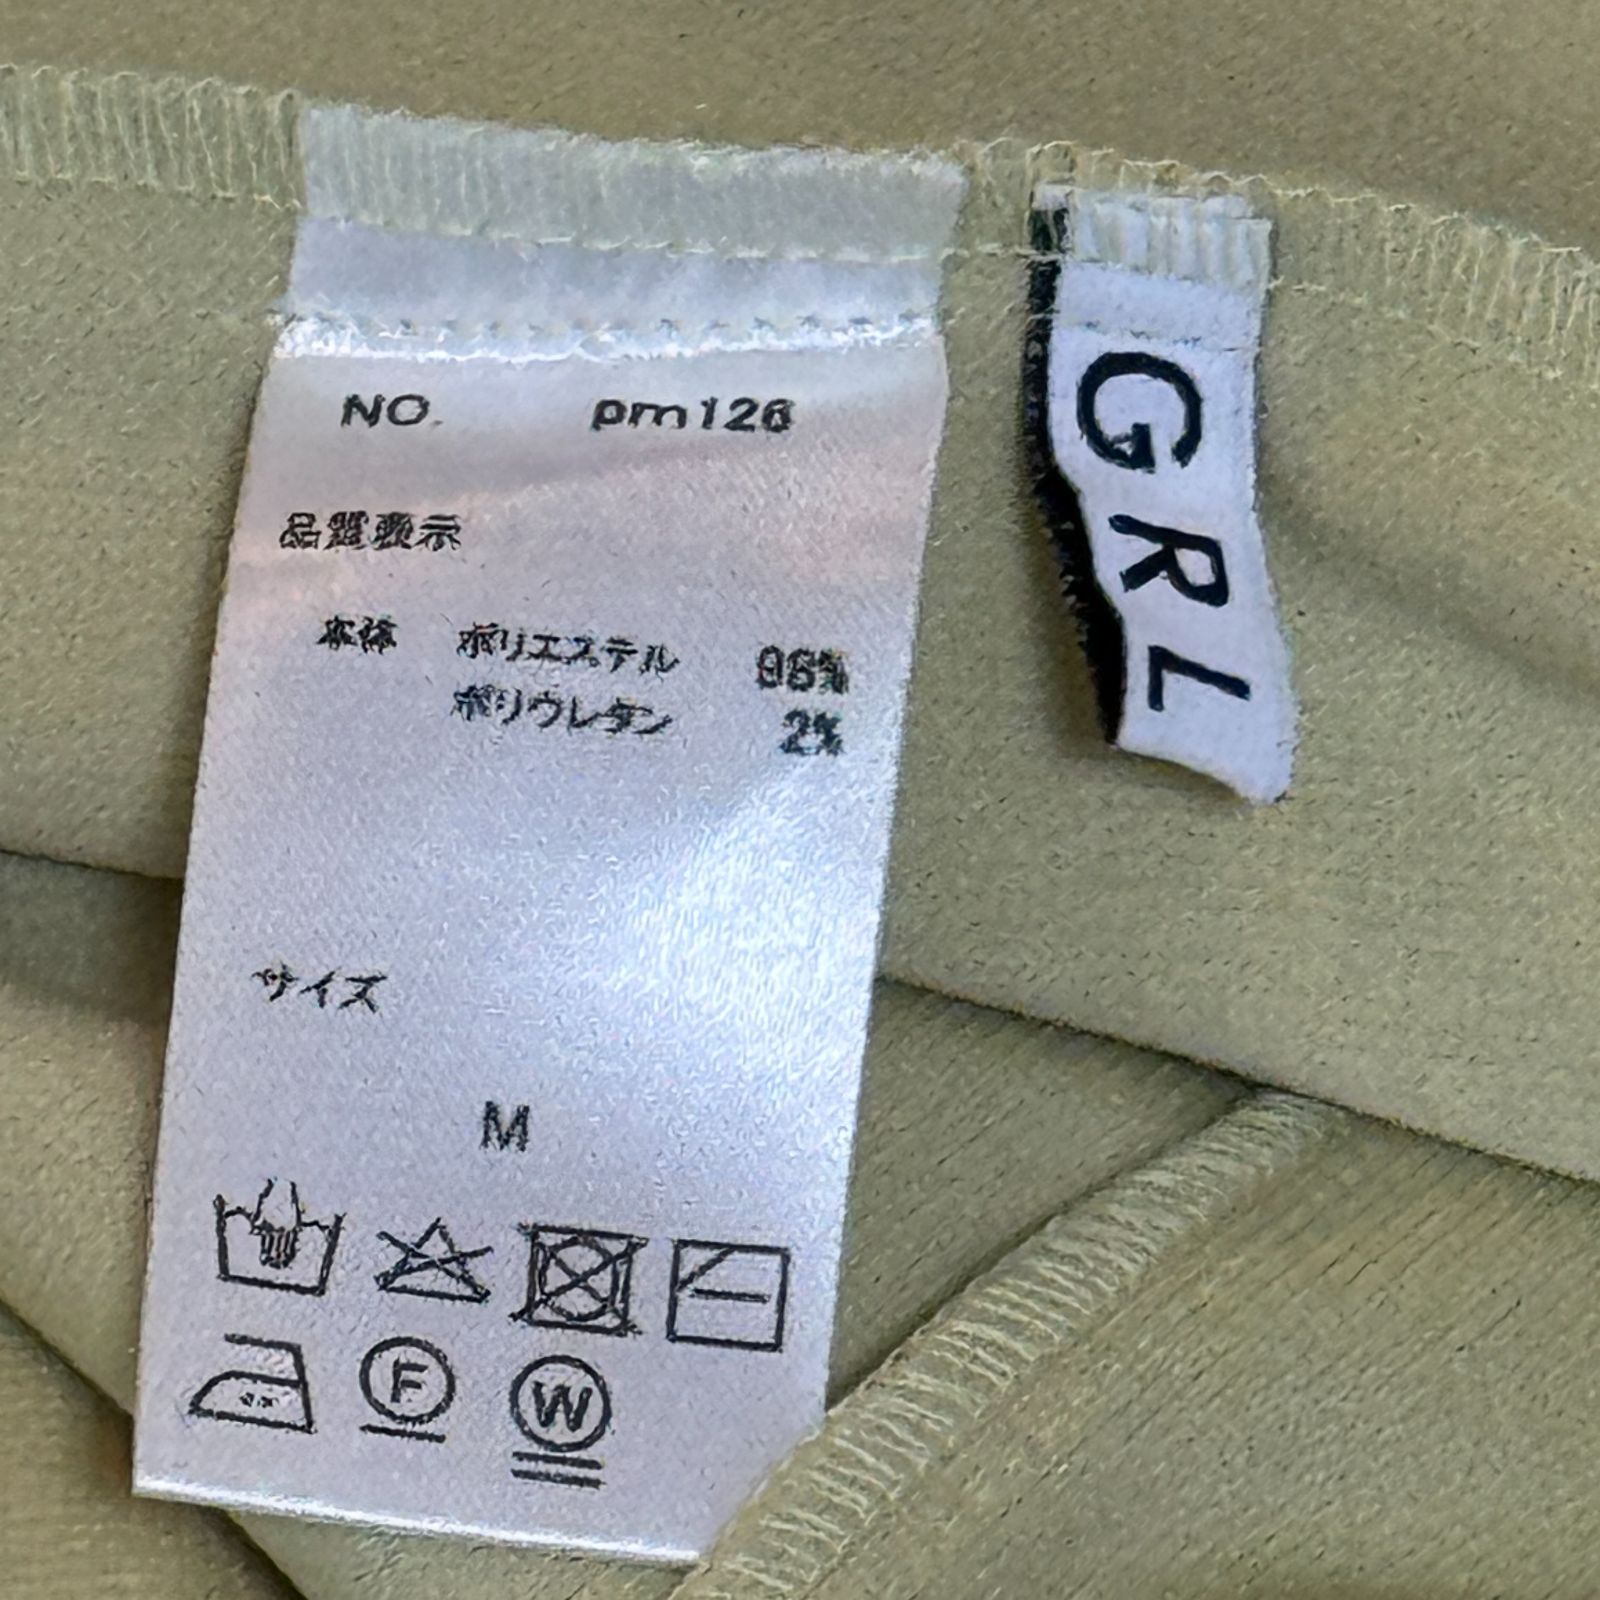 NO. pm126
品質表示
本体 ポリエステル
ポリウレタン 2%
サイズ
M
F
W
GRL